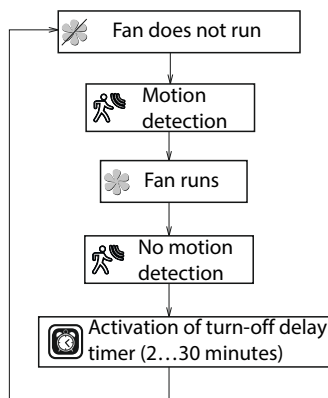 Fan does not run
Motion
detection
Fan runs
No motion
detection
Activation of turn-off delay
timer (2…30 minutes)